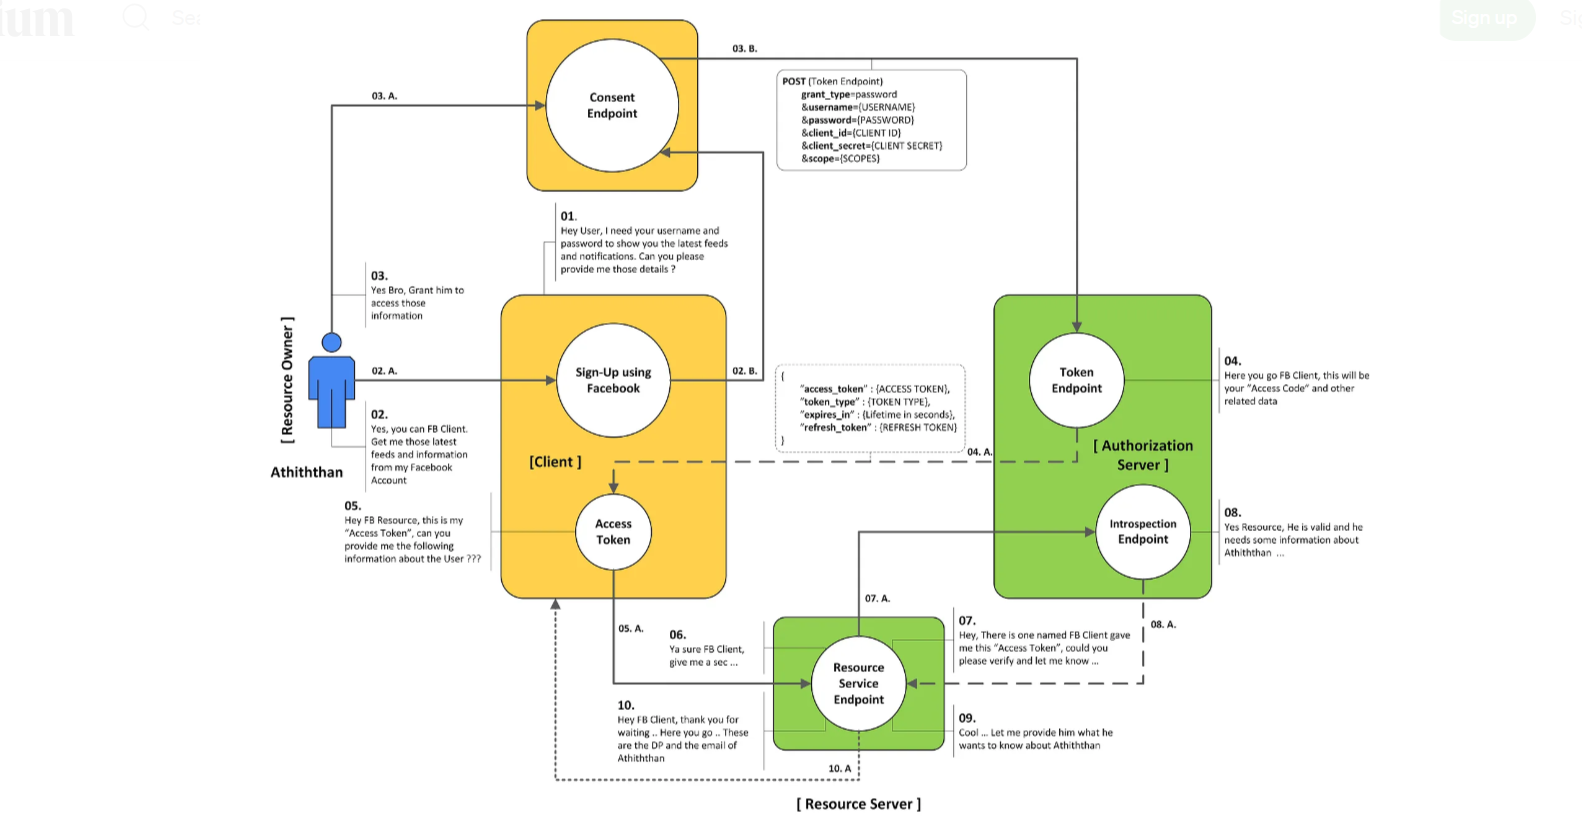 ium
Sign up
03. B.
POST (Token Endpoint)
grant_type=password
&username={USERNAME}
&password={PASSWORD}
&client_id={CLIENT ID}
&client_secret={CLIENT SECRET}
&scope={SCOPES}
Consent
Endpoint
03. A.
01.
Hey User, I need your username and
password to show you the latest feeds
and notifications. Can you please
provide me those details ?
03.
Yes Bro, Grant him to
access those
information
[ Resource Owner ]
Athiththan
02. A.
Sign-Up using
Facebook
02. B.
02.
Yes, you can FB Client.
Get me those latest
feeds and information
from my Facebook
Account
[Client ]
{
"access_token" : {ACCESS TOKEN},
"token_type" : {TOKEN TYPE},
"expires_in" : {Lifetime in seconds},
"refresh_token" : {REFRESH TOKEN}
}
04. A.
Token
Endpoint
04.
Here you go FB Client, this will be
your "Access Code" and other
related data
[ Authorization
Server ]
05.
Hey FB Resource, this is my
"Access Token", can you
provide me the following
information about the User ???
Access
Token
Introspection
Endpoint
08.
Yes Resource, He is valid and he
needs some information about
Athiththan ...
07. A.
08. A.
05. A.
06.
Ya sure FB Client,
give me a sec ...
07.
Hey, There is one named FB Client gave
me this "Access Token", could you
please verify and let me know ...
Resource
Service
Endpoint
10.
Hey FB Client, thank you for
waiting .. Here you go .. These
are the DP and the email of
Athiththan
09.
Cool ... Let me provide him what he
wants to know about Athiththan
10. A
[ Resource Server ]